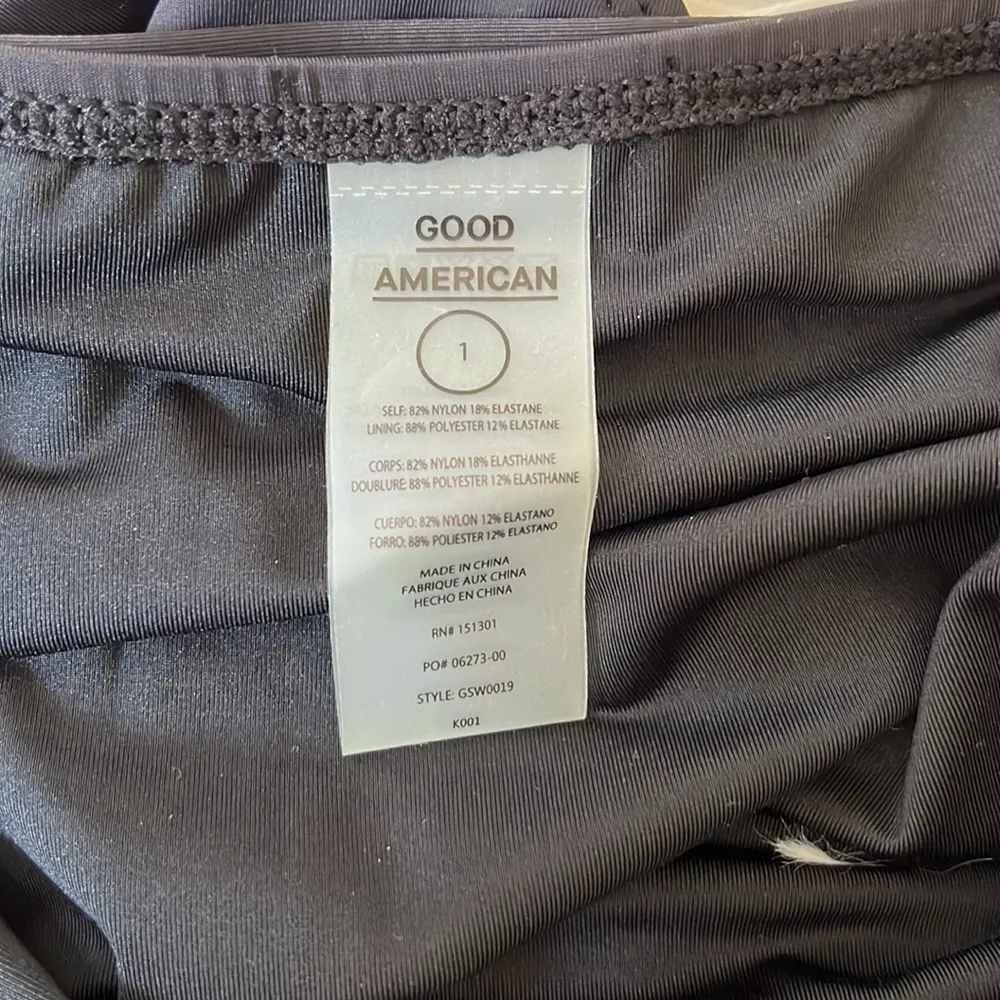 GOOD
AMERICAN
1
SELF: 82% NYLON 18% ELASTANE
LINING: 88% POLYESTER 12% ELASTANE
CORPS: 82% NYLON 18% ELASTHANNE
DOUBLURE: 88% POLYESTER 12% ELASTHANNE
CUERPO: 82% NYLON 12% ELASTANO
FORRO: 88% POLIESTER 12% ELASTANO
MADE IN CHINA
FABRIQUE AUX CHINA
HECHO EN CHINA
RN# 151301
PO# 06273-00
STYLE: GSW0019
K001